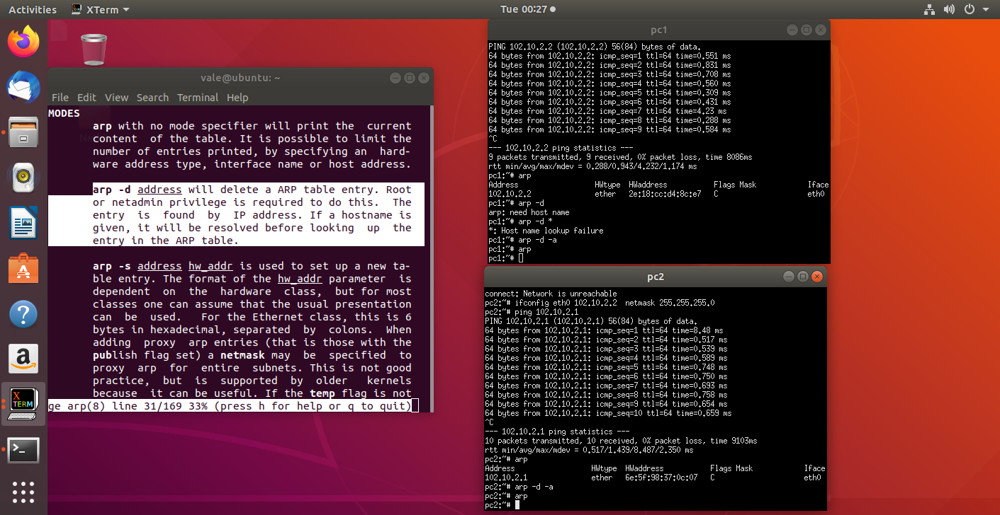 Activities
XTerm
Tue 00:27
vale@ubuntu: ~
File Edit View Search Terminal Help
MODES
arp with no mode specifier will print the current
content of the table. It is possible to limit the
number of entries printed, by specifying an hard-
ware address type, interface name or host address.
arp -d address will delete a ARP table entry. Root
or netadmin privilege is required to do this. The
entry is found by IP address. If a hostname is
given, it will be resolved before looking up the
entry in the ARP table.
arp -s address hw_addr is used to set up a new ta-
ble entry. The format of the hw_addr parameter is
dependent on the hardware class, but for most
classes one can assume that the usual presentation
can be used. For the Ethernet class, this is 6
bytes in hexadecimal, separated by colons. When
adding proxy arp entries (that is those with the
publish flag set) a netmask may be specified to
proxy arp for entire subnets. This is not good
practice, but is supported by older kernels
because it can be useful. If the temp flag is not
ge arp(8) line 31/169 33% (press h for help or q to quit)
pc1
PING 102.10.2.2 (102.10.2.2) 56(84) bytes of data.
64 bytes from 102.10.2.2: icmp_seq=1 ttl=64 time=0.551 ms
64 bytes from 102.10.2.2: icmp_seq=2 ttl=64 time=0.831 ms
64 bytes from 102.10.2.2: icmp_seq=3 ttl=64 time=0.708 ms
64 bytes from 102.10.2.2: icmp_seq=4 ttl=64 time=0.560 ms
64 bytes from 102.10.2.2: icmp_seq=5 ttl=64 time=0.309 ms
64 bytes from 102.10.2.2: icmp_seq=6 ttl=64 time=0.431 ms
64 bytes from 102.10.2.2: icmp_seq=7 ttl=64 time=4.23 ms
64 bytes from 102.10.2.2: icmp_seq=8 ttl=64 time=0.288 ms
64 bytes from 102.10.2.2: icmp_seq=9 ttl=64 time=0.584 ms
^C
--- 102.10.2.2 ping statistics ---
9 packets transmitted, 9 received, 0% packet loss, time 8086ms
rtt min/avg/max/mdev = 0.288/0.943/4.232/1.174 ms
pc1:~# arp
Address HWtype HWaddress Flags Mask Iface
102.10.2.2 ether 2e:18:cc:d4:8c:e7 C eth0
pc1:~# arp -d
arp: need host name
pc1:~# arp -d *
*: Host name lookup failure
pc1:~# arp -d -a
pc1:~# arp
pc1:~#
pc2
connect: Network is unreachable
pc2:~# ifconfig eth0 102.10.2.2 netmask 255.255.255.0
pc2:~# ping 102.10.2.1
PING 102.10.2.1 (102.10.2.1) 56(84) bytes of data.
64 bytes from 102.10.2.1: icmp_seq=1 ttl=64 time=8.48 ms
64 bytes from 102.10.2.1: icmp_seq=2 ttl=64 time=0.517 ms
64 bytes from 102.10.2.1: icmp_seq=3 ttl=64 time=0.539 ms
64 bytes from 102.10.2.1: icmp_seq=4 ttl=64 time=0.589 ms
64 bytes from 102.10.2.1: icmp_seq=5 ttl=64 time=0.748 ms
64 bytes from 102.10.2.1: icmp_seq=6 ttl=64 time=0.750 ms
64 bytes from 102.10.2.1: icmp_seq=7 ttl=64 time=0.693 ms
64 bytes from 102.10.2.1: icmp_seq=8 ttl=64 time=0.758 ms
64 bytes from 102.10.2.1: icmp_seq=9 ttl=64 time=0.654 ms
64 bytes from 102.10.2.1: icmp_seq=10 ttl=64 time=0.659 ms
^C
--- 102.10.2.1 ping statistics ---
10 packets transmitted, 10 received, 0% packet loss, time 9103ms
rtt min/avg/max/mdev = 0.517/1.439/8.487/2.350 ms
pc2:~# arp
Address HWtype HWaddress Flags Mask Iface
102.10.2.1 ether 6e:5f:98:37:0c:07 C eth0
pc2:~# arp -d -a
pc2:~# arp
pc2:~#
X
TERM